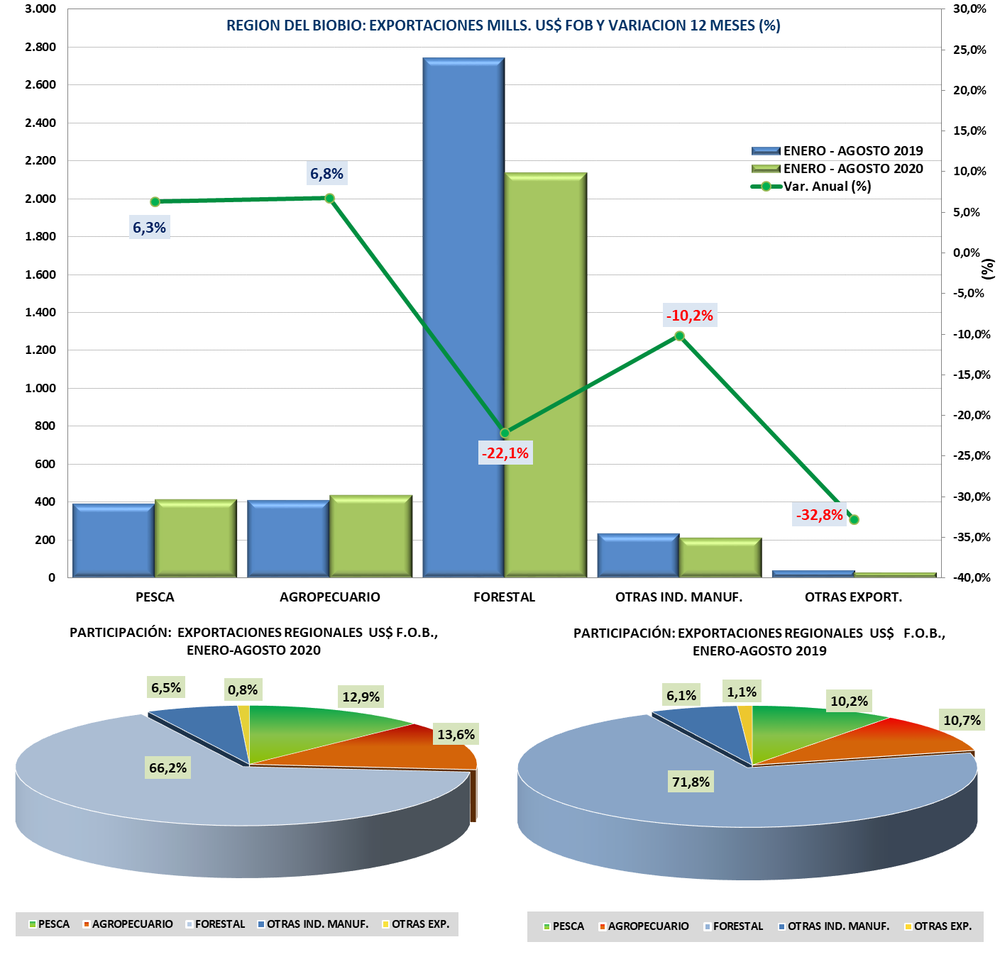 REGION DEL BIOBIO: EXPORTACIONES MILLS. US$ FOB Y VARIACION 12 MESES (%)
3.000
2.800
2.600
2.400
2.200
2.000
1.800
1.600
1.400
1.200
1.000
800
600
400
200
0
30,0%
25,0%
20,0%
15,0%
10,0%
5,0%
0,0%
-5,0%
-10,0%
-15,0%
-20,0%
-25,0%
-30,0%
-35,0%
-40,0%
(%)
ENERO - AGOSTO 2019
ENERO - AGOSTO 2020
Var. Anual (%)
6,3%
6,8%
-22,1%
-10,2%
-32,8%
PESCA
AGROPECUARIO
FORESTAL
OTRAS IND. MANUF.
OTRAS EXPORT.
PARTICIPACIÓN: EXPORTACIONES REGIONALES US$ F.O.B.,
ENERO-AGOSTO 2020
6,5%
0,8%
12,9%
13,6%
66,2%
PESCA
AGROPECUARIO
FORESTAL
OTRAS IND. MANUF.
OTRAS EXP.
PARTICIPACIÓN: EXPORTACIONES REGIONALES US$ F.O.B.,
ENERO-AGOSTO 2019
6,1%
1,1%
10,2%
10,7%
71,8%
PESCA
AGROPECUARIO
FORESTAL
OTRAS IND. MANUF.
OTRAS EXP.